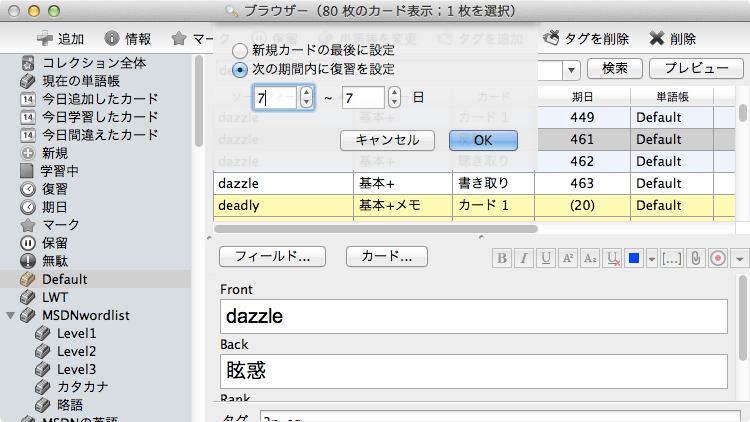 ブラウザー（80 枚のカード表示；1 枚を選択）
追加
情報
マーク
保留
単語帳を変更
タグを追加
タグを削除
削除
新規カードの最後に設定
次の期間内に復習を設定
7 ~ 7 日
キャンセル
OK
検索
プレビュー
カード
期日
単語帳
dazzle 基本+ カード 1 449 Default
461 Default
dazzle 基本+ 聴き取り 462 Default
dazzle 基本+ 書き取り 463 Default
deadly 基本+メモ カード 1 (20) Default
コレクション全体
現在の単語帳
今日追加したカード
今日学習したカード
今日間違えたカード
新規
学習中
復習
期日
マーク
保留
無駄
Default
LWT
MSDNwordlist
Level1
Level2
Level3
カタカナ
略語
MSDNの英語
フィールド...
カード...
B I U A² A₂ U [...]
Front
dazzle
Back
眩惑
Rank
タグ